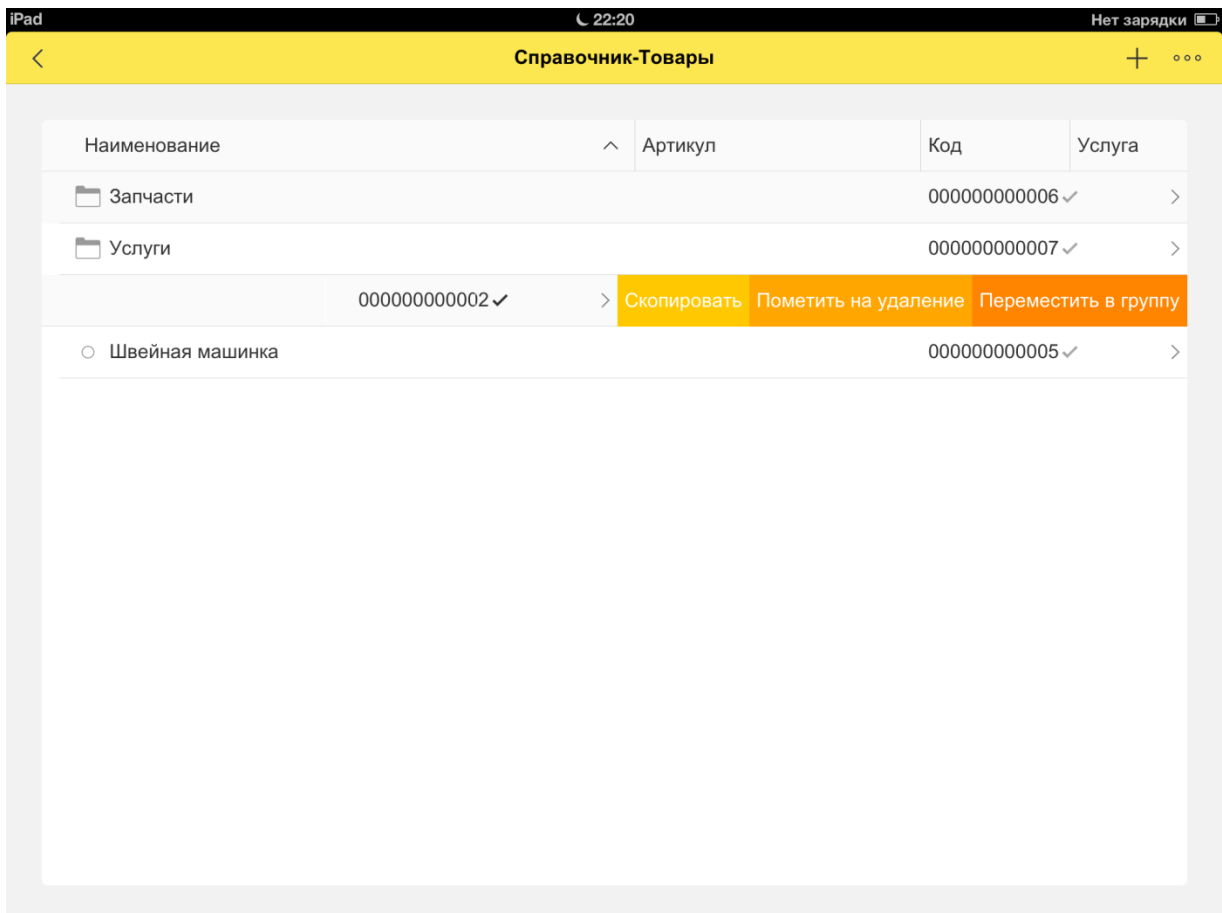 iPad 22:20 Нет зарядки
Справочник-Товары
Наименование Артикул Код Услуга
Запчасти 000000000006
Услуги 000000000007
000000000002 Скопировать Пометить на удаление Переместить в группу
Швейная машинка 000000000005